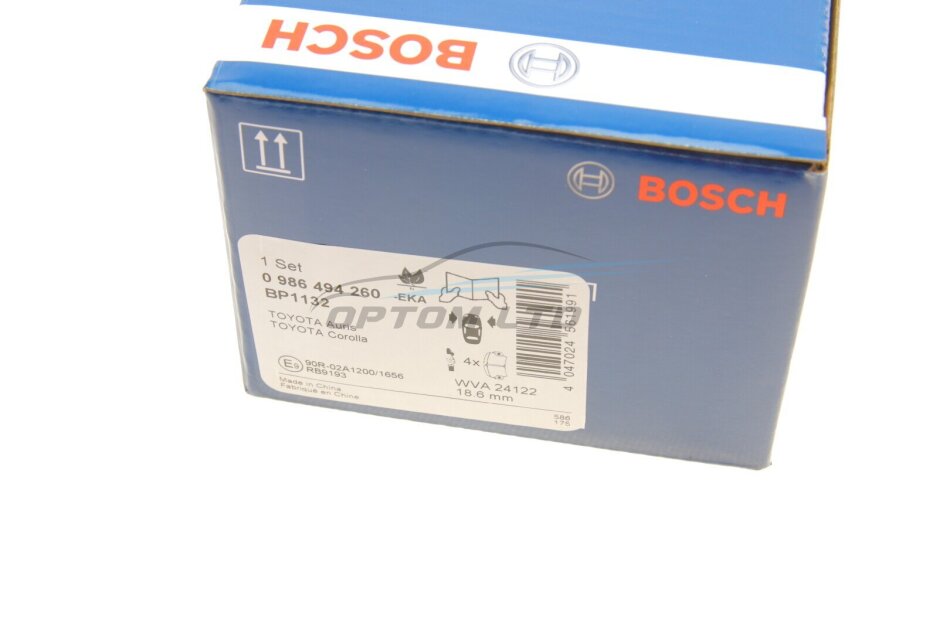 BOSCH
BOSCH
1 Set
0 986 494 260
BP1132
-EKA
TOYOTA Auris
TOYOTA Corolla
OPTOM LTD
4x
E9 90R-02A1200/1656
RB9193
WVA 24122
18.6 mm
Made in China
Fabriqué en Chine
586
175
4 047024 561991